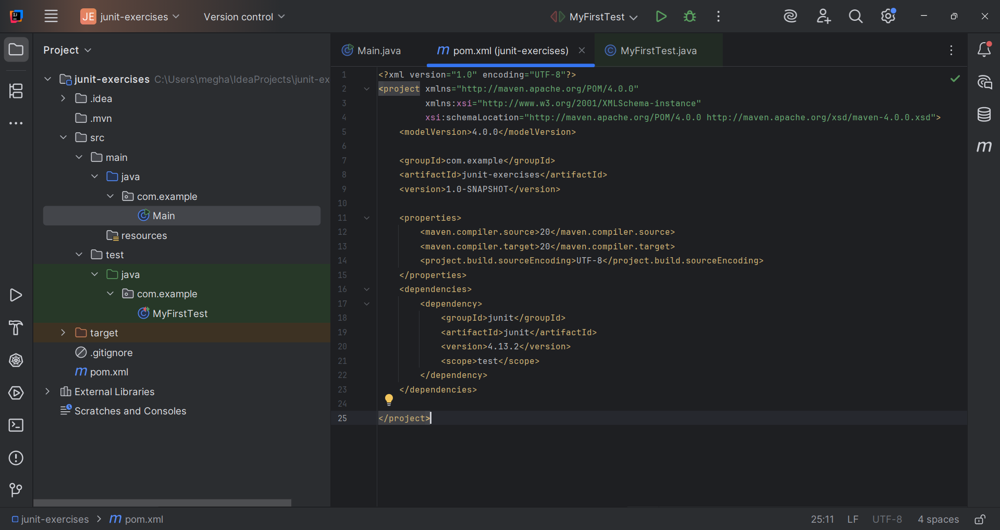 JE junit-exercises Version control MyFirstTest
Project
junit-exercises C:\Users\megha\IdeaProjects\junit-ex
.idea
.mvn
src
main
java
com.example
Main
resources
test
java
com.example
MyFirstTest
target
.gitignore
m pom.xml
External Libraries
Scratches and Consoles
Main.java m pom.xml (junit-exercises) MyFirstTest.java
1 <?xml version="1.0" encoding="UTF-8"?>
2 <project xmlns="http://maven.apache.org/POM/4.0.0"
3 xmlns:xsi="http://www.w3.org/2001/XMLSchema-instance"
4 xsi:schemaLocation="http://maven.apache.org/POM/4.0.0 http://maven.apache.org/xsd/maven-4.0.0.xsd">
5 <modelVersion>4.0.0</modelVersion>
6
7 <groupId>com.example</groupId>
8 <artifactId>junit-exercises</artifactId>
9 <version>1.0-SNAPSHOT</version>
10
11 <properties>
12 <maven.compiler.source>20</maven.compiler.source>
13 <maven.compiler.target>20</maven.compiler.target>
14 <project.build.sourceEncoding>UTF-8</project.build.sourceEncoding>
15 </properties>
16 <dependencies>
17 <dependency>
18 <groupId>junit</groupId>
19 <artifactId>junit</artifactId>
20 <version>4.13.2</version>
21 <scope>test</scope>
22 </dependency>
23 </dependencies>
24
25 </project>
m
junit-exercises > m pom.xml 25:11 LF UTF-8 4 spaces